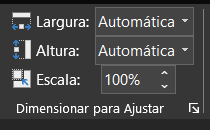 Largura: Automática
Altura: Automática
Escala: 100%
Dimensionar para Ajustar